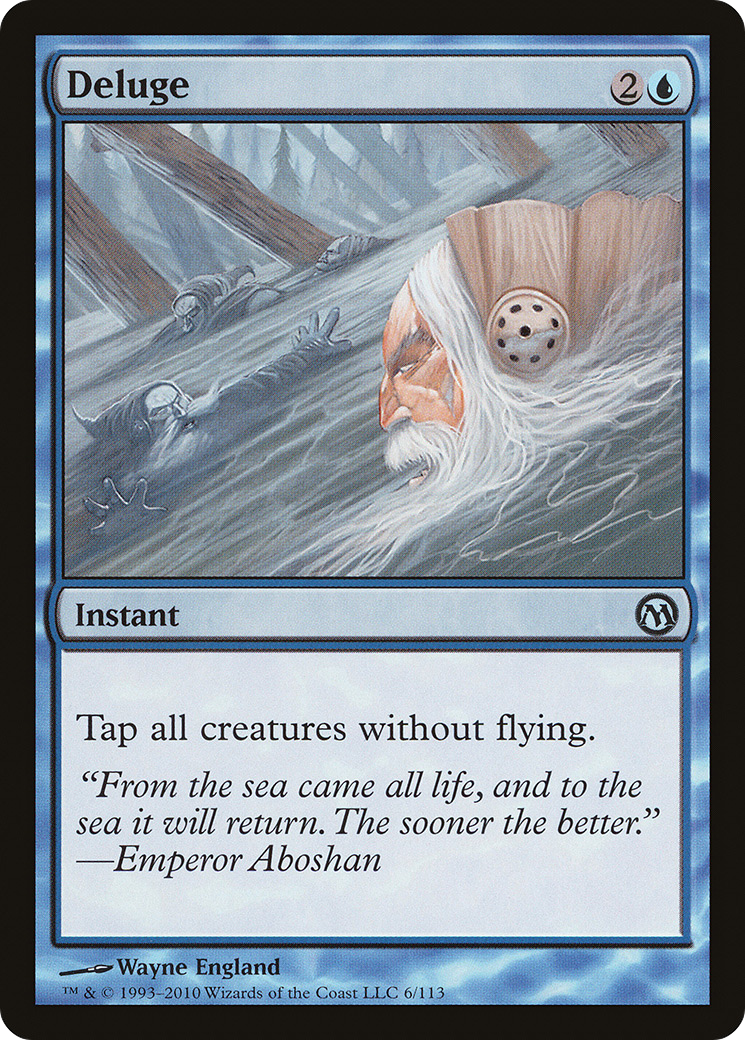 Deluge 2
Instant
Tap all creatures without flying.
“From the sea came all life, and to the
sea it will return. The sooner the better.”
—Emperor Aboshan
Wayne England
™ & © 1993–2010 Wizards of the Coast LLC 6/113